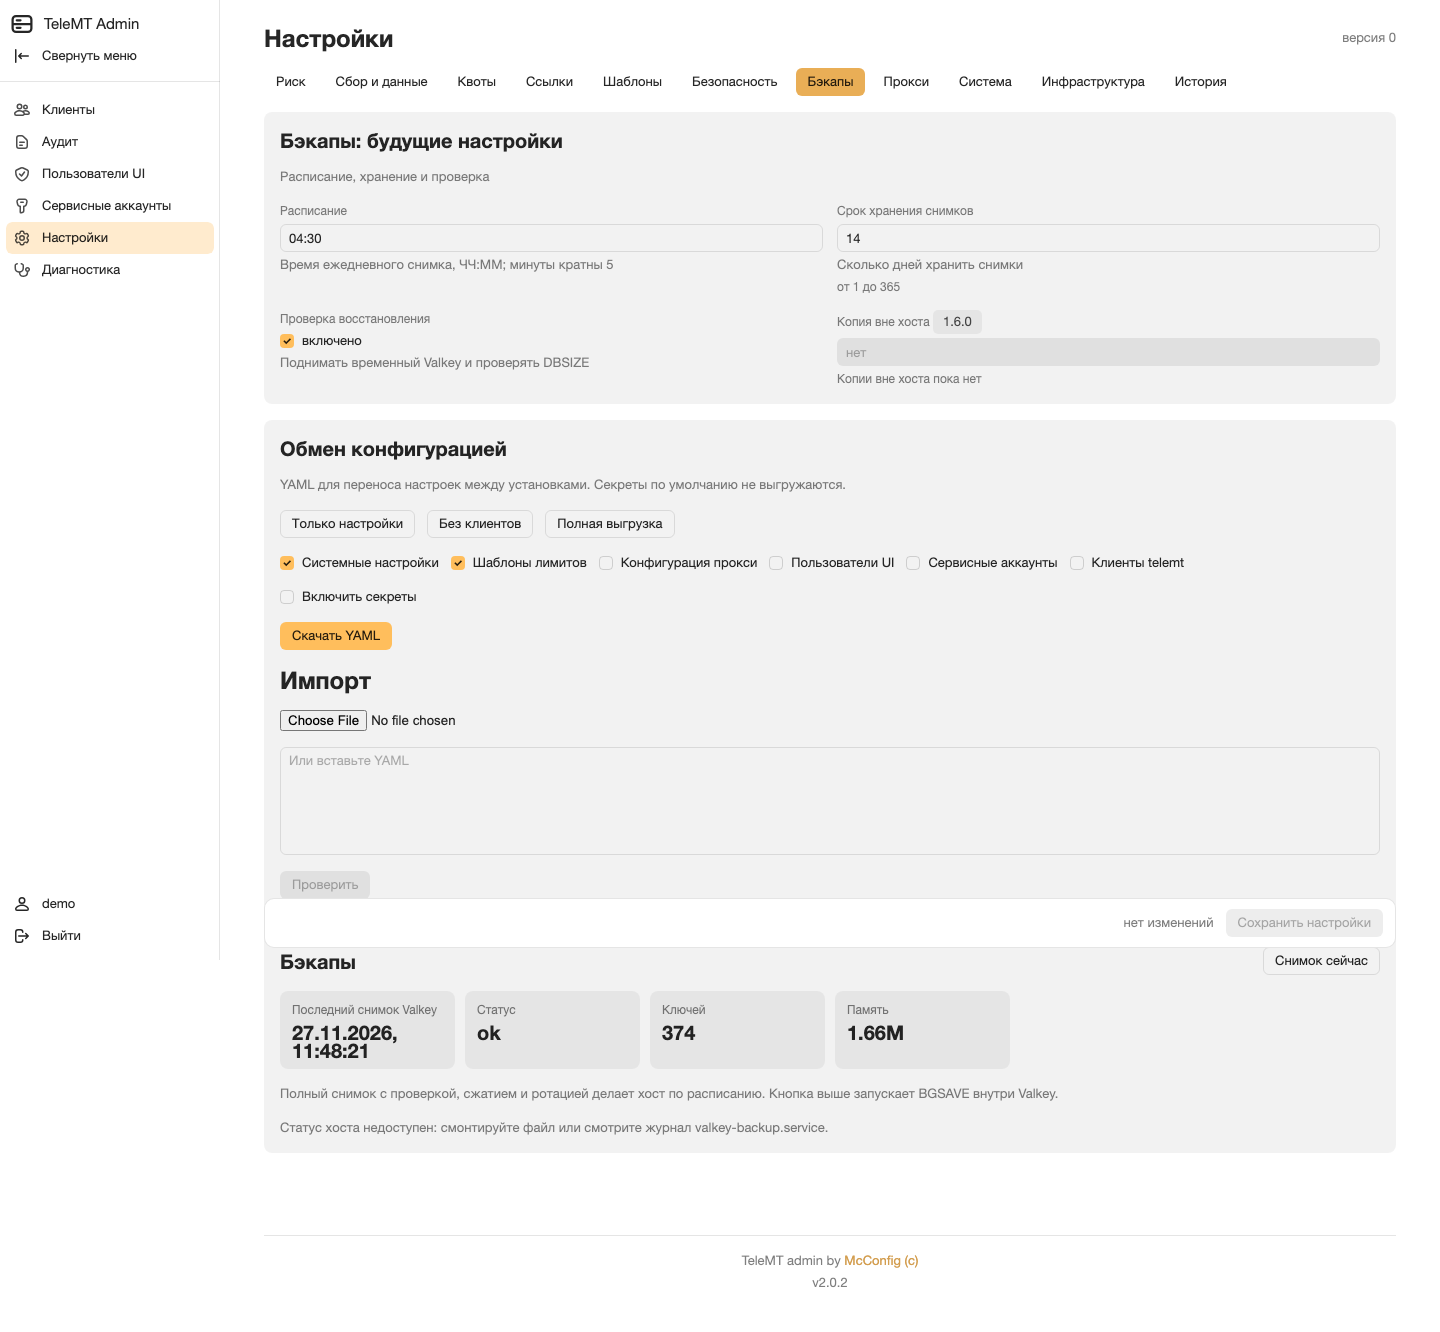 TeleMT Admin
Свернуть меню
Клиенты
Аудит
Пользователи UI
Сервисные аккаунты
Настройки
Диагностика
demo
Выйти
Настройки
версия 0
Риск Сбор и данные Квоты Ссылки Шаблоны Безопасность Бэкапы Прокси Система Инфраструктура История
Бэкапы: будущие настройки
Расписание, хранение и проверка
Расписание
04:30
Время ежедневного снимка, ЧЧ:ММ; минуты кратны 5
Срок хранения снимков
14
Сколько дней хранить снимки
от 1 до 365
Проверка восстановления
включено
Поднимать временный Valkey и проверять DBSIZE
Копия вне хоста 1.6.0
нет
Копии вне хоста пока нет
Обмен конфигурацией
YAML для переноса настроек между установками. Секреты по умолчанию не выгружаются.
Только настройки Без клиентов Полная выгрузка
Системные настройки Шаблоны лимитов Конфигурация прокси Пользователи UI Сервисные аккаунты Клиенты telemt
Включить секреты
Скачать YAML
Импорт
Choose File No file chosen
Или вставьте YAML
Проверить
нет изменений Сохранить настройки
Бэкапы
Снимок сейчас
Последний снимок Valkey
27.11.2026,
11:48:21
Статус
ok
Ключей
374
Память
1.66M
Полный снимок с проверкой, сжатием и ротацией делает хост по расписанию. Кнопка выше запускает BGSAVE внутри Valkey.
Статус хоста недоступен: смонтируйте файл или смотрите журнал valkey-backup.service.
TeleMT admin by McConfig (c)
v2.0.2